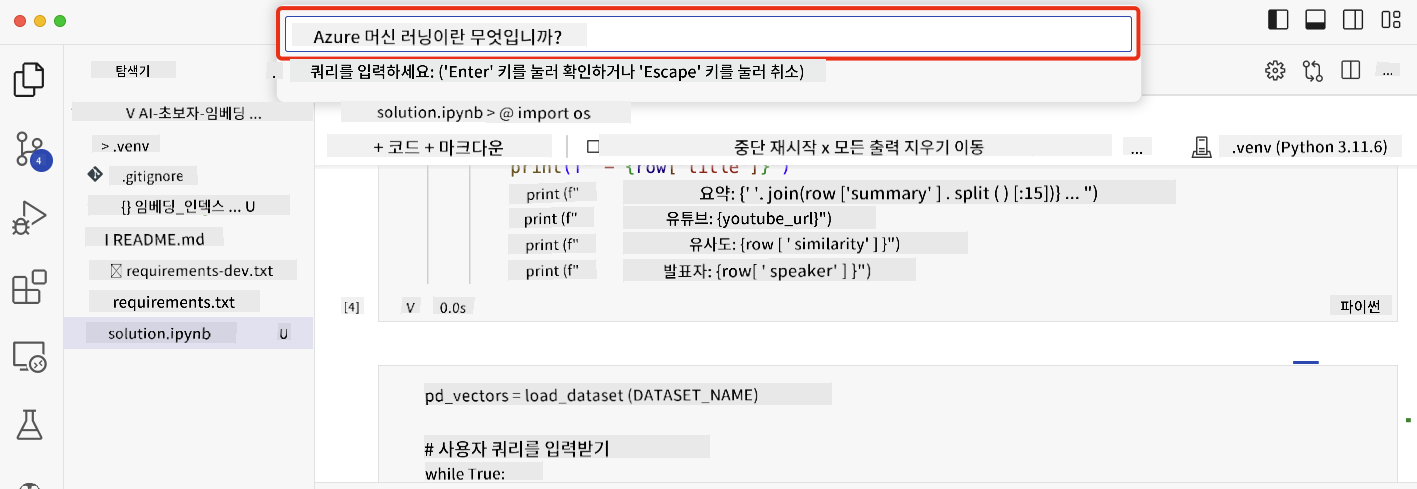 Azure 머신 러닝이란 무엇입니까?
쿼리를 입력하세요: ('Enter' 키를 눌러 확인하거나 'Escape' 키를 눌러 취소)
탐색기
...
V AI-초보자-임베딩 ...
> .venv
.gitignore
{} 임베딩_인덱스 ... U
I README.md
requirements-dev.txt
requirements.txt
solution.ipynb U
4
solution.ipynb > @ import os
+ 코드 + 마크다운
중단 재시작 x 모든 출력 지우기 이동
...
.venv (Python 3.11.6)
print(f" - {row['title']}")
print (f" 요약: {' '. join(row ['summary' ] . split ( ) [:15])} ... ")
print (f" 유튜브: {youtube_url}")
print (f" 유사도: {row [ ' similarity' ] }")
print (f" 발표자: {row[ ' speaker' ] }")
[4] V 0.0s
파이썬
pd_vectors = load_dataset (DATASET_NAME)
# 사용자 쿼리를 입력받기
while True: